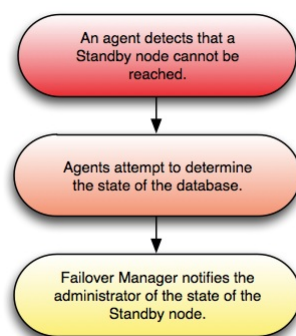 An agent detects that a
Standby node cannot be
reached.
Agents attempt to determine
the state of the database.
Failover Manager notifies the
administrator of the state of the
Standby node.